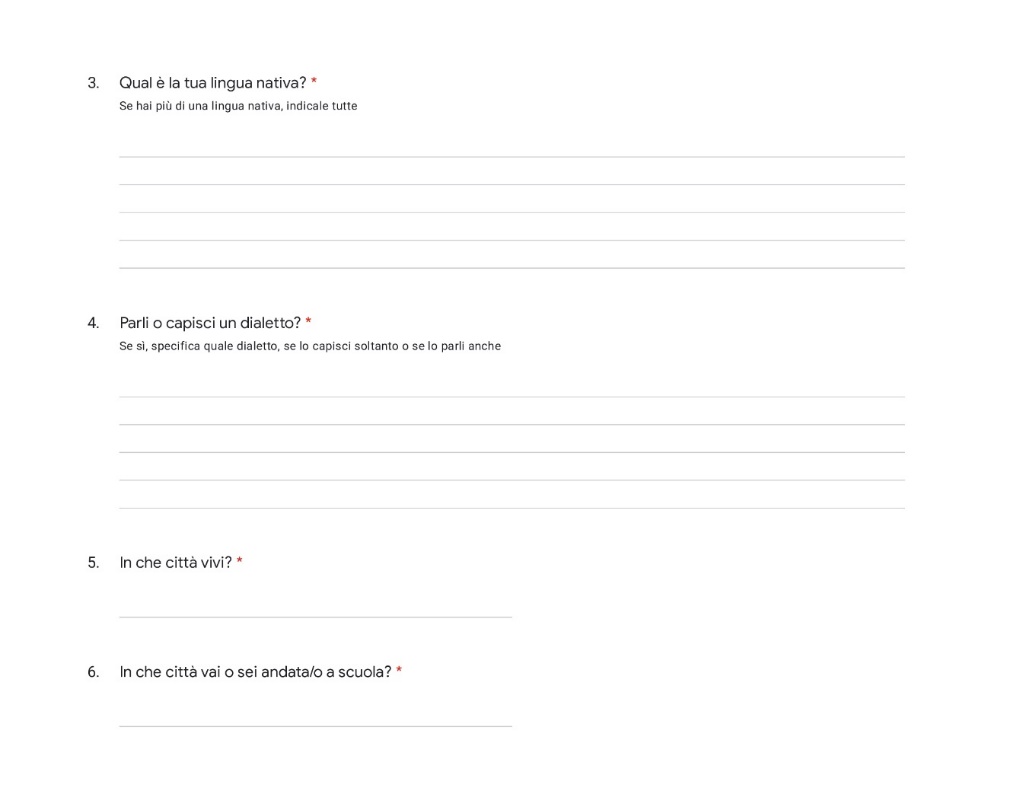 3. Qual è la tua lingua nativa? *
Se hai più di una lingua nativa, indicale tutte
4. Parli o capisci un dialetto? *
Se sì, specifica quale dialetto, se lo capisci soltanto o se lo parli anche
5. In che città vivi? *
6. In che città vai o sei andata/o a scuola? *